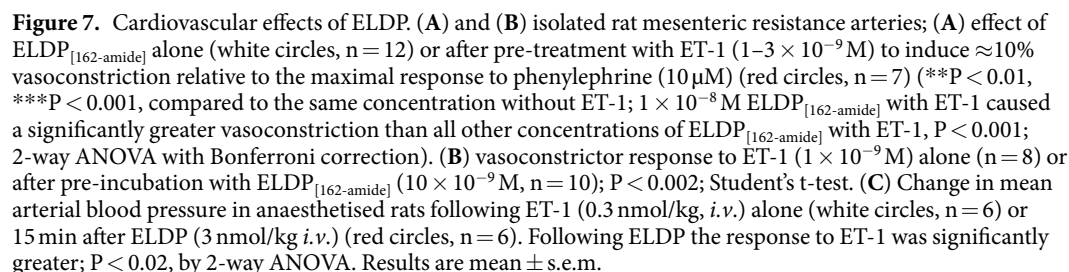 Figure 7. Cardiovascular effects of ELDP. (A) and (B) isolated rat mesenteric resistance arteries; (A) effect of
ELDP[162-amide] alone (white circles, n = 12) or after pre-treatment with ET-1 (1–3 × 10⁻⁹ M) to induce ≈10%
vasoconstriction relative to the maximal response to phenylephrine (10 μM) (red circles, n = 7) (**P < 0.01,
***P < 0.001, compared to the same concentration without ET-1; 1 × 10⁻⁸ M ELDP[162-amide] with ET-1 caused
a significantly greater vasoconstriction than all other concentrations of ELDP[162-amide] with ET-1, P < 0.001;
2-way ANOVA with Bonferroni correction). (B) vasoconstrictor response to ET-1 (1 × 10⁻⁹ M) alone (n = 8) or
after pre-incubation with ELDP[162-amide] (10 × 10⁻⁹ M, n = 10); P < 0.002; Student's t-test. (C) Change in mean
arterial blood pressure in anaesthetised rats following ET-1 (0.3 nmol/kg, i.v.) alone (white circles, n = 6) or
15 min after ELDP (3 nmol/kg i.v.) (red circles, n = 6). Following ELDP the response to ET-1 was significantly
greater; P < 0.02, by 2-way ANOVA. Results are mean ± s.e.m.